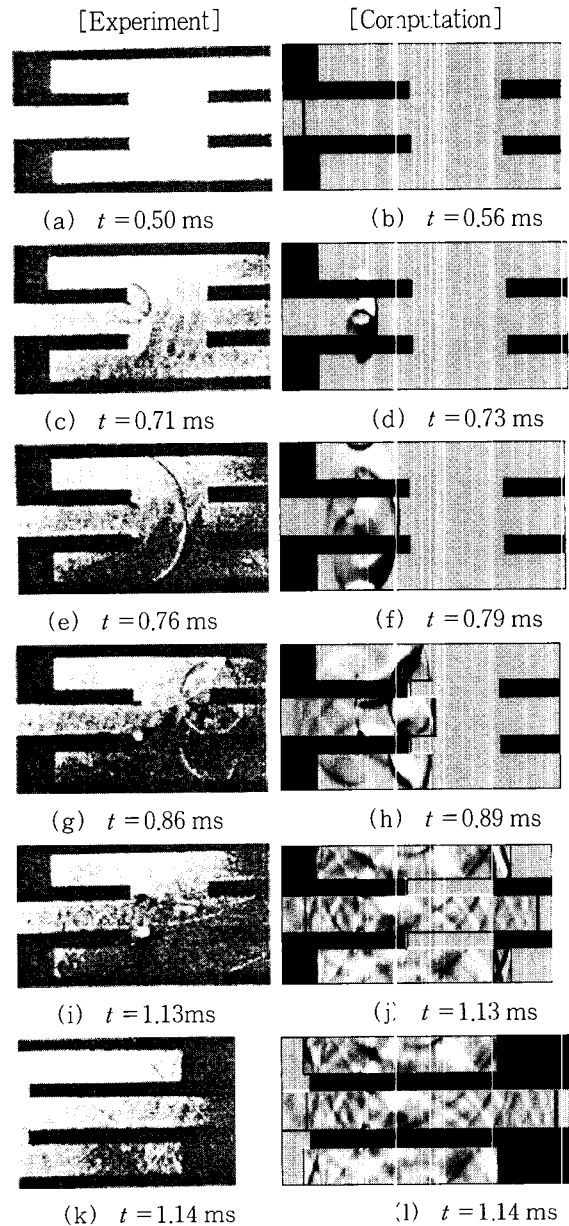 [Experiment] [Computation]
(a) t = 0.50 ms (b) t = 0.56 ms
(c) t = 0.71 ms (d) t = 0.73 ms
(e) t = 0.76 ms (f) t = 0.79 ms
(g) t = 0.86 ms (h) t = 0.89 ms
(i) t = 1.13ms (j) t = 1.13 ms
(k) t = 1.14 ms (l) t = 1.14 ms